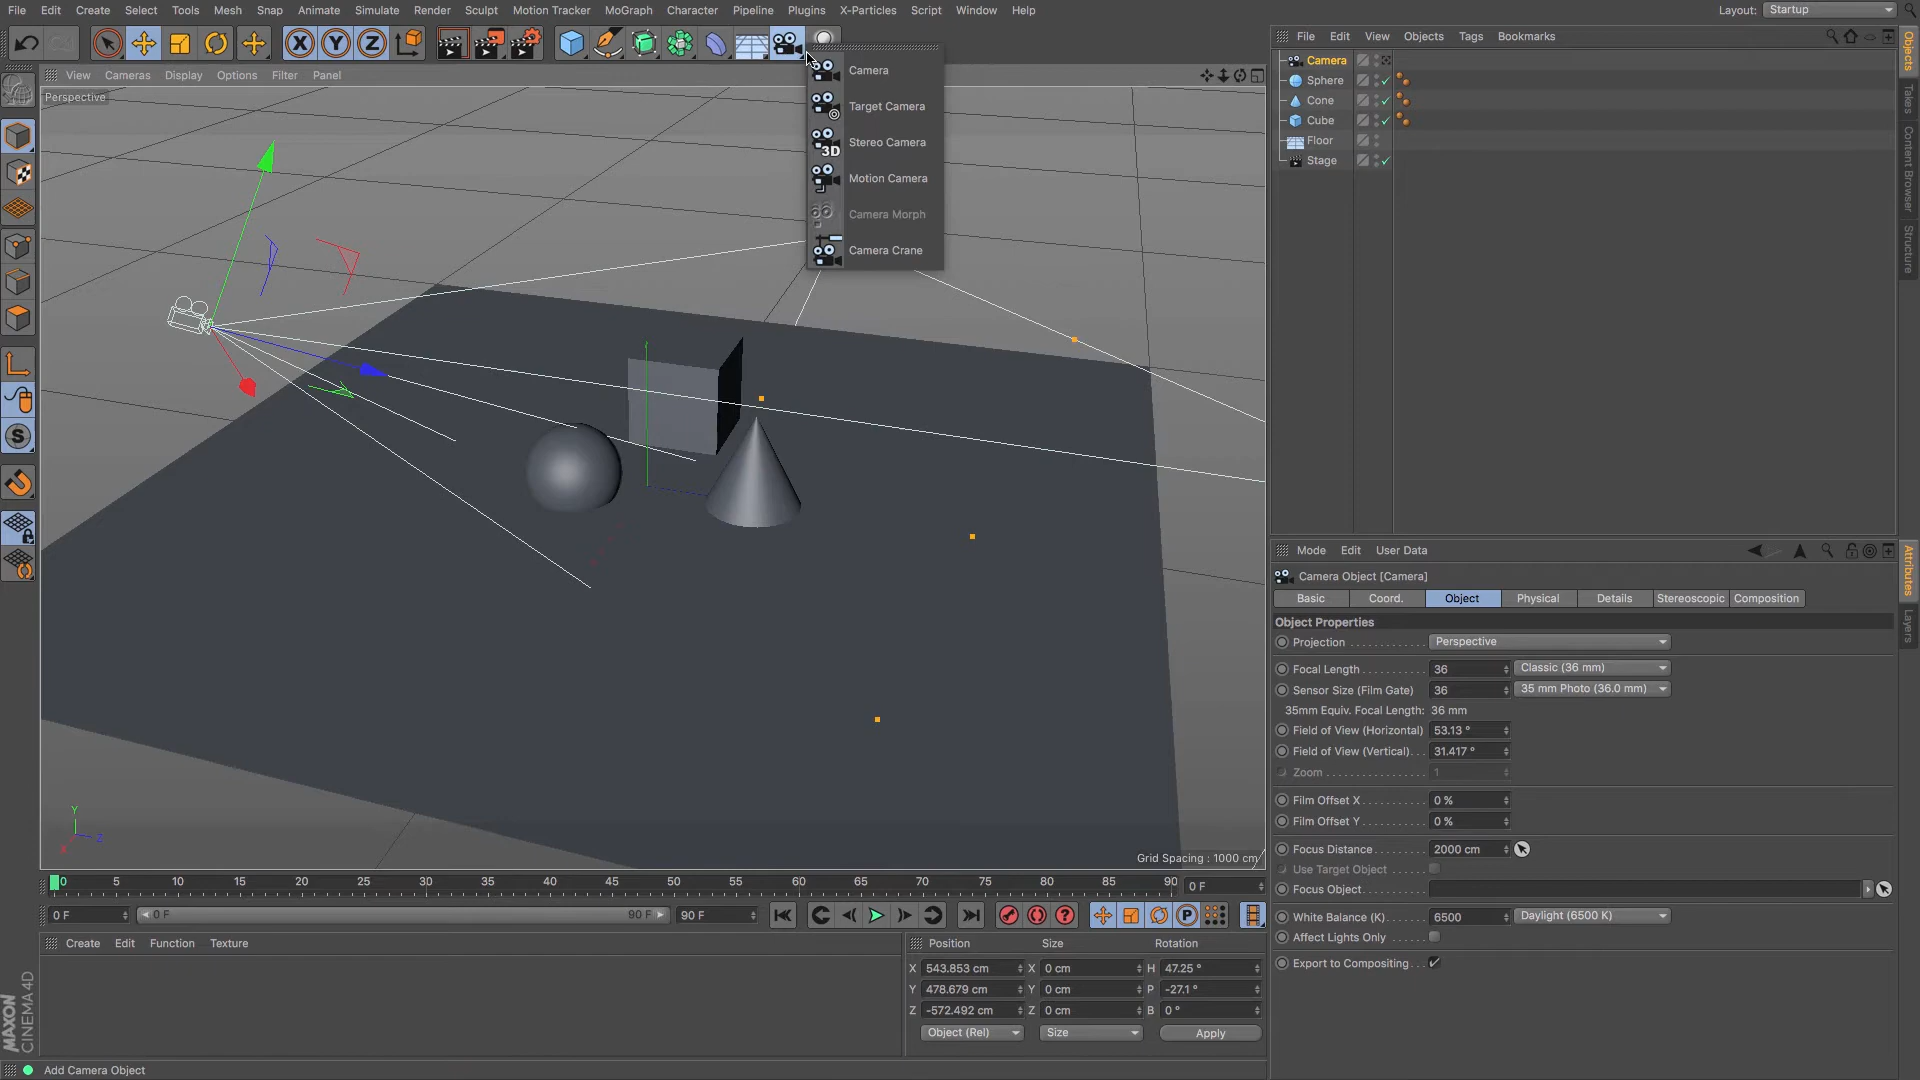 File Edit Create Select Tools Mesh Snap Animate Simulate Render Sculpt Motion Tracker MoGraph Character Pipeline Plugins X-Particles Script Window Help
Layout: Startup
X Y Z
File Edit View Objects Tags Bookmarks
View Cameras Display Options Filter Panel
Perspective
Camera
Target Camera
3D Stereo Camera
Motion Camera
Camera Morph
Camera Crane
Camera
Sphere
Cone
Cube
Floor
Stage
Objects
Takes
Content Browser
Structure
S
Y
Z
X
Grid Spacing : 1000 cm
Mode Edit User Data
Camera Object [Camera]
Basic Coord. Object Physical Details Stereoscopic Composition
Object Properties
Projection Perspective
Focal Length 36 Classic (36 mm)
Sensor Size (Film Gate) 36 35 mm Photo (36.0 mm)
35mm Equiv. Focal Length: 36 mm
Field of View (Horizontal) 53.13 °
Field of View (Vertical) 31.417 °
Zoom 1
Film Offset X 0 %
Film Offset Y 0 %
Focus Distance 2000 cm
Use Target Object
Focus Object
White Balance (K) 6500 Daylight (6500 K)
Affect Lights Only
Export to Compositing
Attributes
Layers
0 5 10 15 20 25 30 35 40 45 50 55 60 65 70 75 80 85 90 0 F
0 F 0 F 90 F 90 F
P
Create Edit Function Texture
Position Size Rotation
X 543.853 cm X 0 cm H 47.25 °
Y 478.679 cm Y 0 cm P -27.1 °
Z -572.492 cm Z 0 cm B 0 °
Object (Rel) Size Apply
MAXON
CINEMA 4D
Add Camera Object